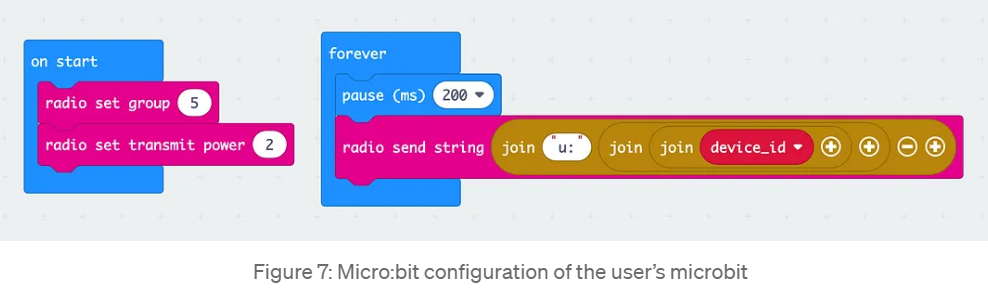 on start
radio set group 5
radio set transmit power 2
forever
pause (ms) 200
radio send string join "u:" join join device_id
Figure 7: Micro:bit configuration of the user's microbit